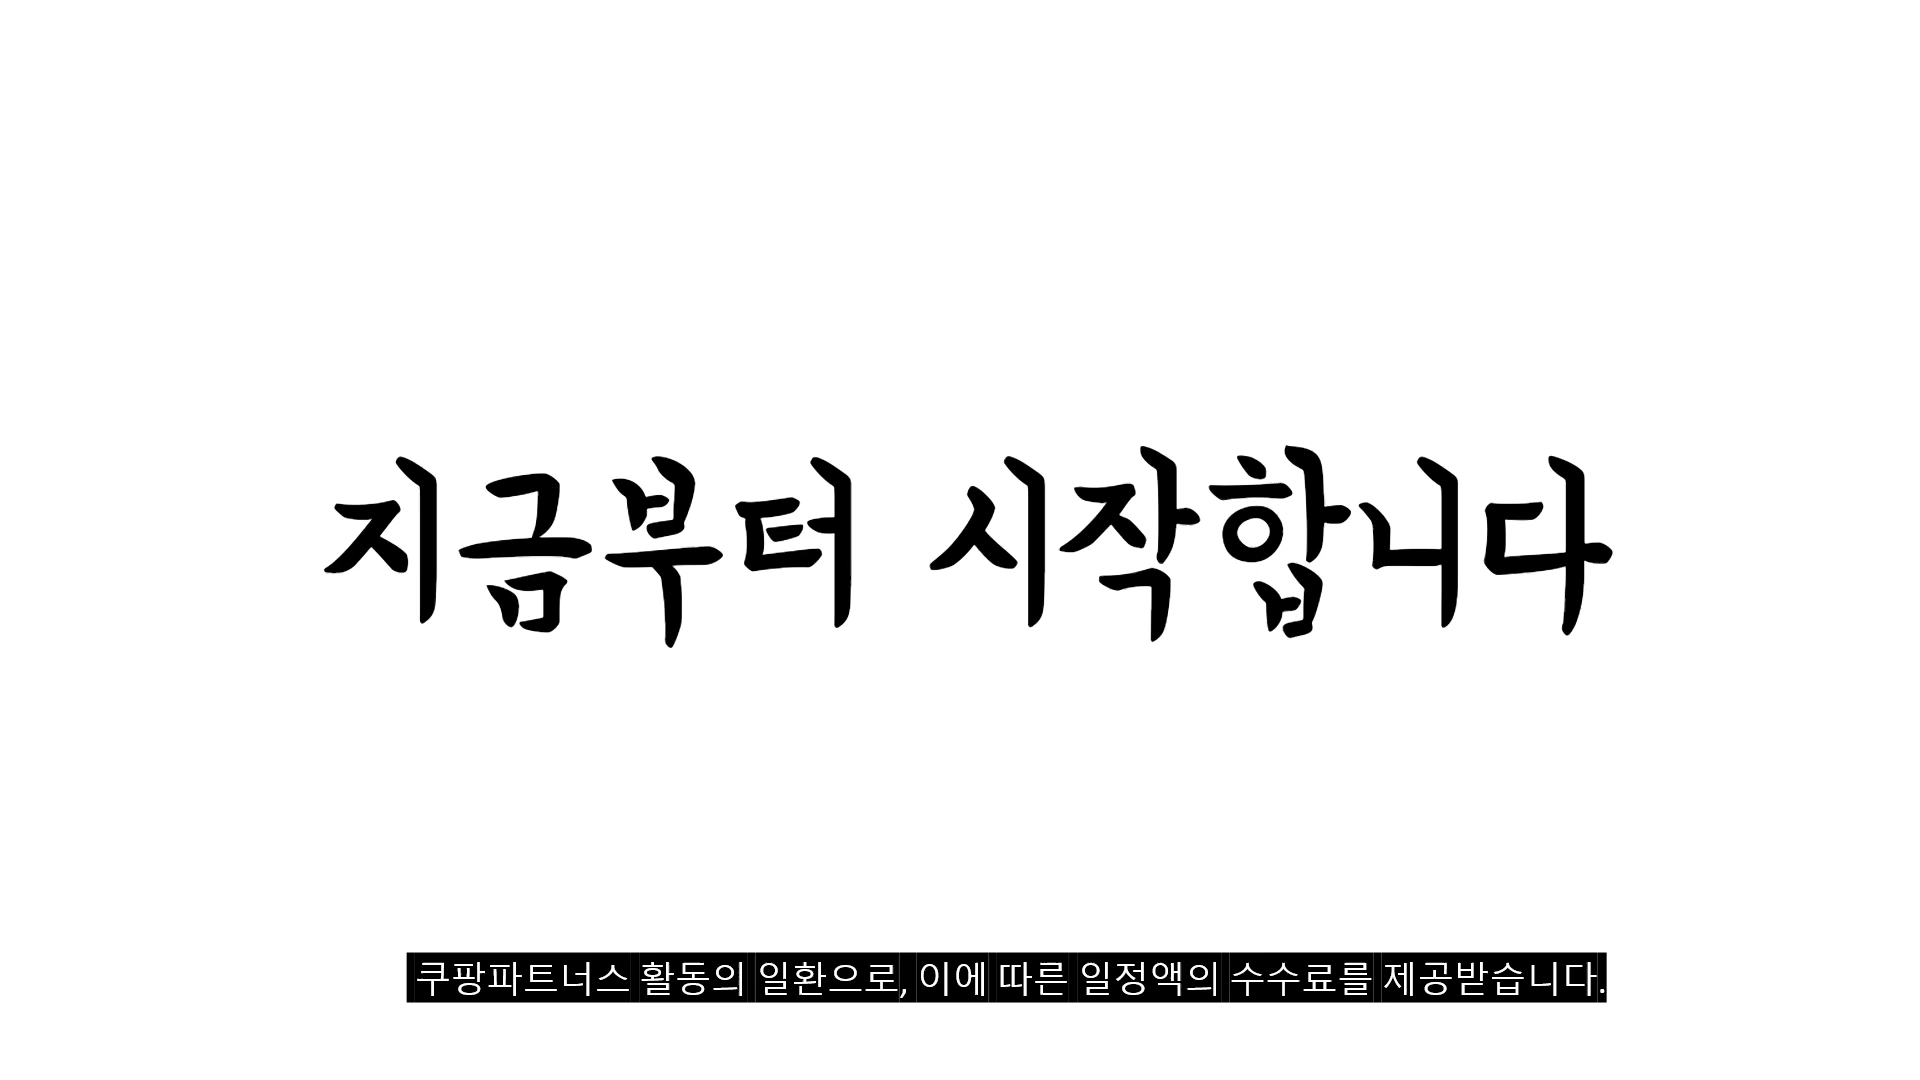 지금부터 시작합니다
쿠팡파트너스 활동의 일환으로, 이에 따른 일정액의 수수료를 제공받습니다.